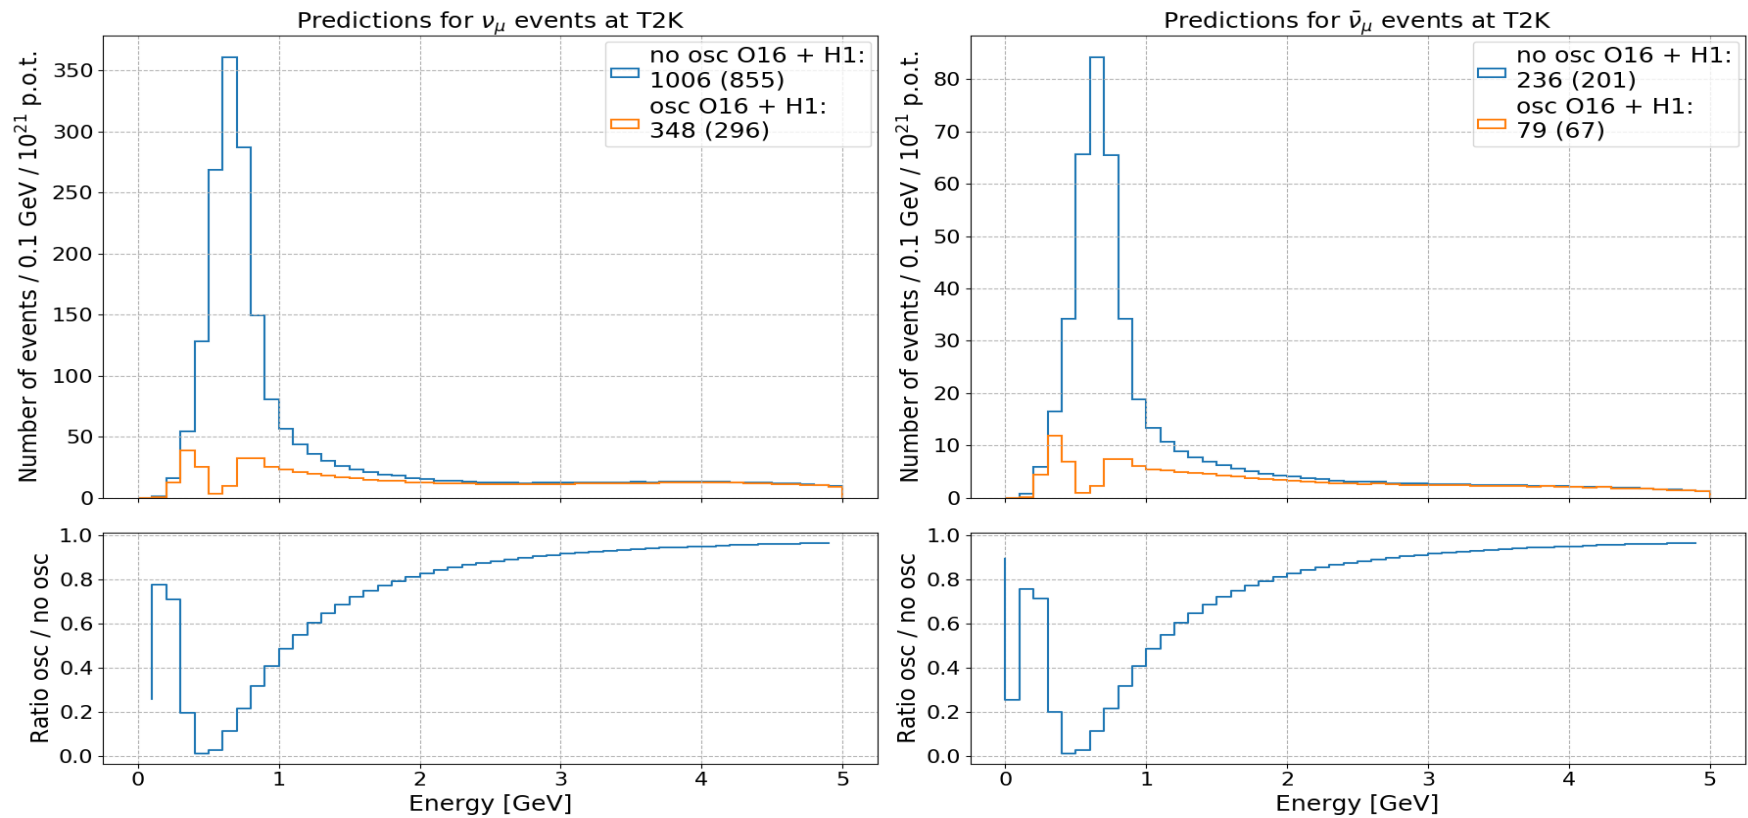 Predictions for νμ events at T2K
Number of events / 0.1 GeV / 10²¹ p.o.t.
350
300
250
200
150
100
50
0
no osc O16 + H1:
1006 (855)
osc O16 + H1:
348 (296)
Ratio osc / no osc
1.0
0.8
0.6
0.4
0.2
0.0
0 1 2 3 4 5
Energy [GeV]
Predictions for ν̄μ events at T2K
Number of events / 0.1 GeV / 10²¹ p.o.t.
80
70
60
50
40
30
20
10
0
no osc O16 + H1:
236 (201)
osc O16 + H1:
79 (67)
Ratio osc / no osc
1.0
0.8
0.6
0.4
0.2
0.0
0 1 2 3 4 5
Energy [GeV]